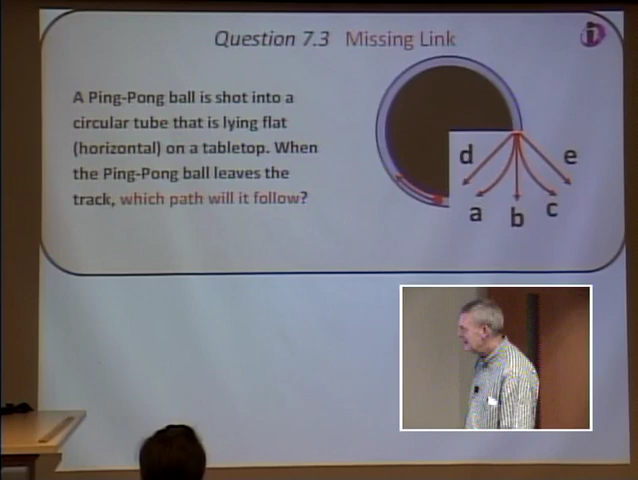 Question 7.3 Missing Link
A Ping-Pong ball is shot into a
circular tube that is lying flat
(horizontal) on a tabletop. When
the Ping-Pong ball leaves the
track, which path will it follow?
d
e
a
b
c